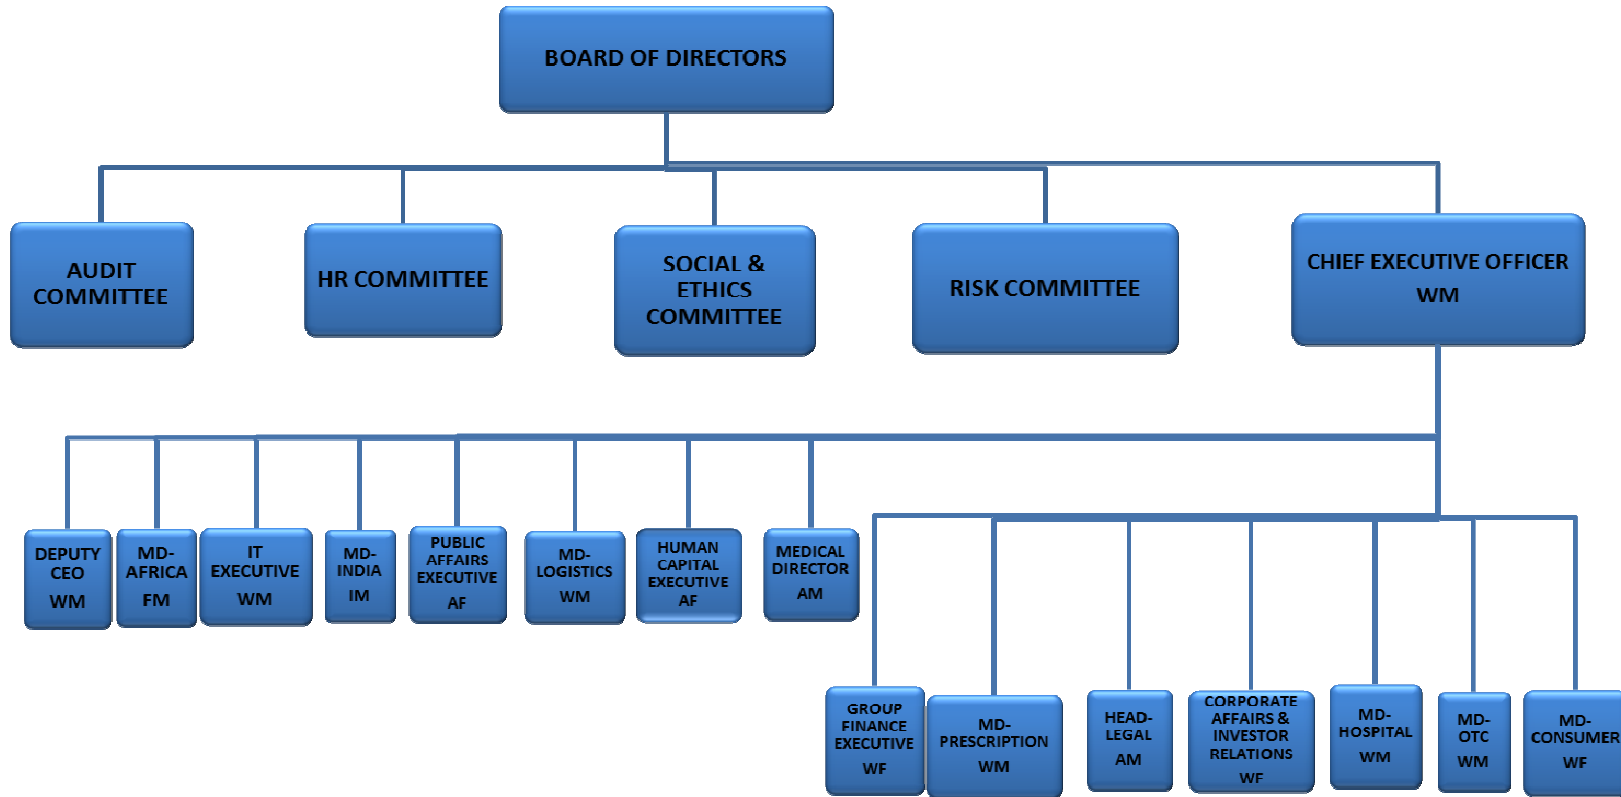 BOARD OF DIRECTORS
AUDIT
COMMITTEE
HR COMMITTEE
SOCIAL &
ETHICS
COMMITTEE
RISK COMMITTEE
CHIEF EXECUTIVE OFFICER
WM
DEPUTY
CEO
WM
MD-
AFRICA
FM
IT
EXECUTIVE
WM
MD-
INDIA
IM
PUBLIC
AFFAIRS
EXECUTIVE
AF
MD-
LOGISTICS
WM
HUMAN
CAPITAL
EXECUTIVE
AF
MEDICAL
DIRECTOR
AM
GROUP
FINANCE
EXECUTIVE
WF
MD-
PRESCRIPTION
WM
HEAD-
LEGAL
AM
CORPORATE
AFFAIRS &
INVESTOR
RELATIONS
WF
MD-
HOSPITAL
WM
MD-
OTC
WM
MD-
CONSUMER
WF